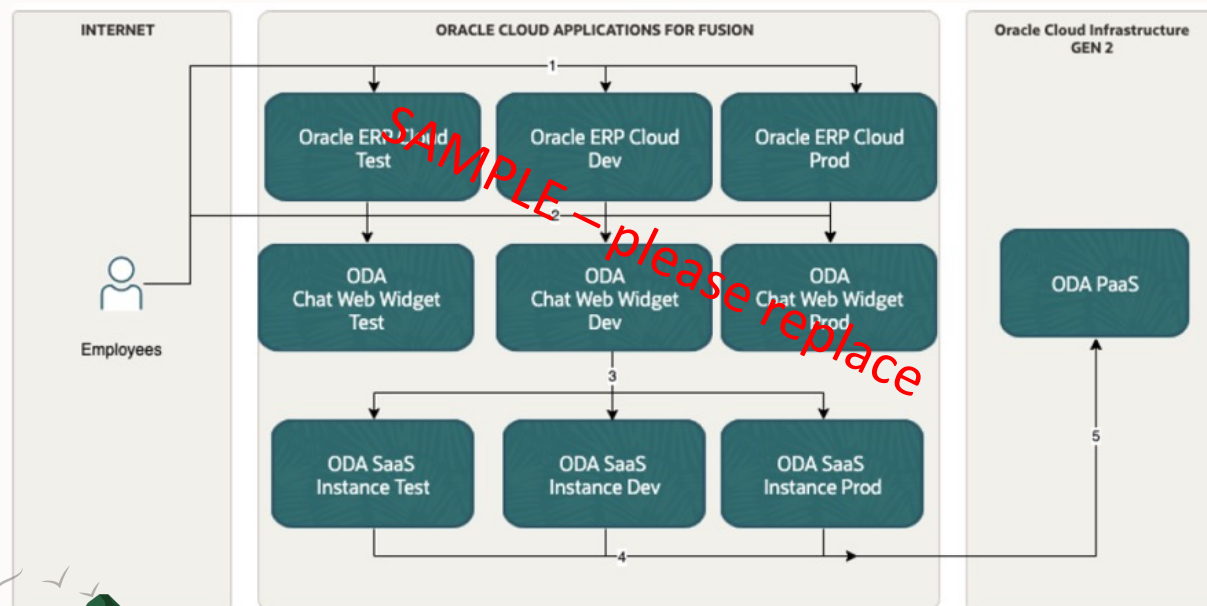 INTERNET
ORACLE CLOUD APPLICATIONS FOR FUSION
Oracle Cloud Infrastructure
GEN 2
1
Oracle ERP Cloud
Test
Oracle ERP Cloud
Dev
Oracle ERP Cloud
Prod
SAMPLE – please replace
2
ODA
Chat Web Widget
Test
ODA
Chat Web Widget
Dev
ODA
Chat Web Widget
Prod
ODA PaaS
Employees
3
ODA SaaS
Instance Test
ODA SaaS
Instance Dev
ODA SaaS
Instance Prod
4
5